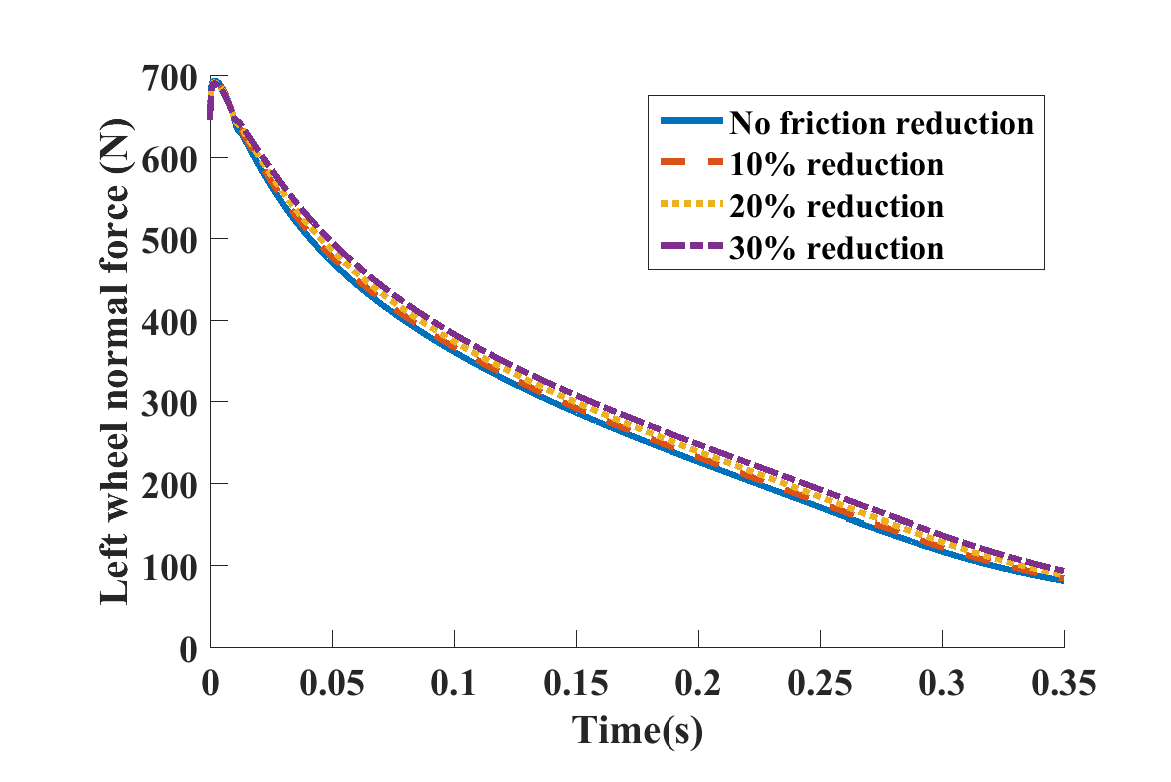 700
600
500
400
300
200
100
0
Left wheel normal force (N)
No friction reduction
10% reduction
20% reduction
30% reduction
0 0.05 0.1 0.15 0.2 0.25 0.3 0.35
Time(s)